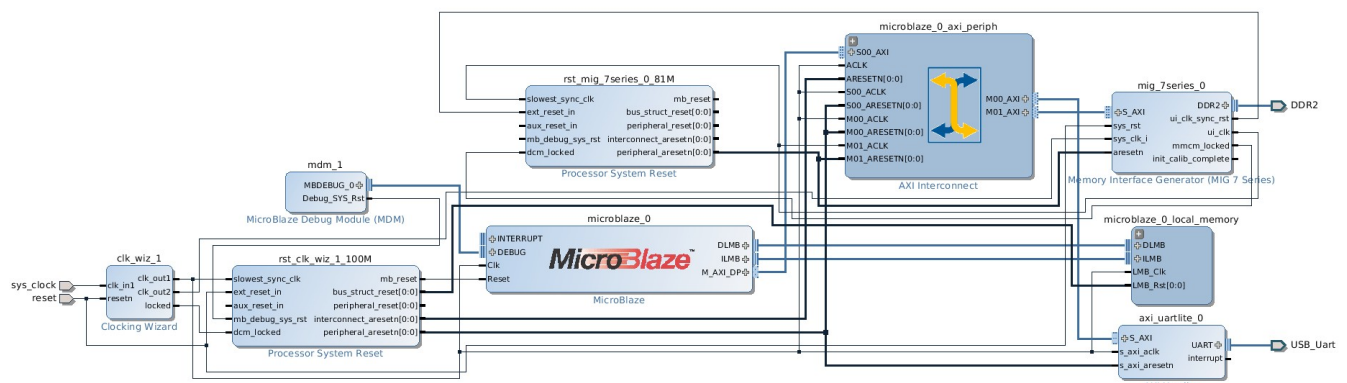 microblaze_0_axi_periph
S00_AXI
ACLK
ARESETN[0:0]
S00_ACLK
S00_ARESETN[0:0]
M00_ACLK
M00_ARESETN[0:0]
M01_ACLK
M01_ARESETN[0:0]
M00_AXI
M01_AXI
AXI Interconnect
rst_mig_7series_0_81M
slowest_sync_clk
ext_reset_in
aux_reset_in
mb_debug_sys_rst
dcm_locked
mb_reset
bus_struct_reset[0:0]
peripheral_reset[0:0]
interconnect_aresetn[0:0]
peripheral_aresetn[0:0]
Processor System Reset
mig_7series_0
S_AXI
sys_rst
sys_clk_i
aresetn
DDR2
ui_clk_sync_rst
ui_clk
mmcm_locked
init_calib_complete
Memory Interface Generator (MIG 7 Series)
DDR2
mdm_1
MBDEBUG_0
Debug_SYS_Rst
MicroBlaze Debug Module (MDM)
microblaze_0
INTERRUPT
DEBUG
Clk
Reset
MicroBlaze™
DLMB
ILMB
M_AXI_DP
MicroBlaze
microblaze_0_local_memory
DLMB
ILMB
LMB_Clk
LMB_Rst[0:0]
sys_clock
reset
clk_wiz_1
clk_in1
resetn
clk_out1
clk_out2
locked
Clocking Wizard
rst_clk_wiz_1_100M
slowest_sync_clk
ext_reset_in
aux_reset_in
mb_debug_sys_rst
dcm_locked
mb_reset
bus_struct_reset[0:0]
peripheral_reset[0:0]
interconnect_aresetn[0:0]
peripheral_aresetn[0:0]
Processor System Reset
axi_uartlite_0
S_AXI
s_axi_aclk
s_axi_aresetn
UART
interrupt
AXI Uartlite
USB_Uart